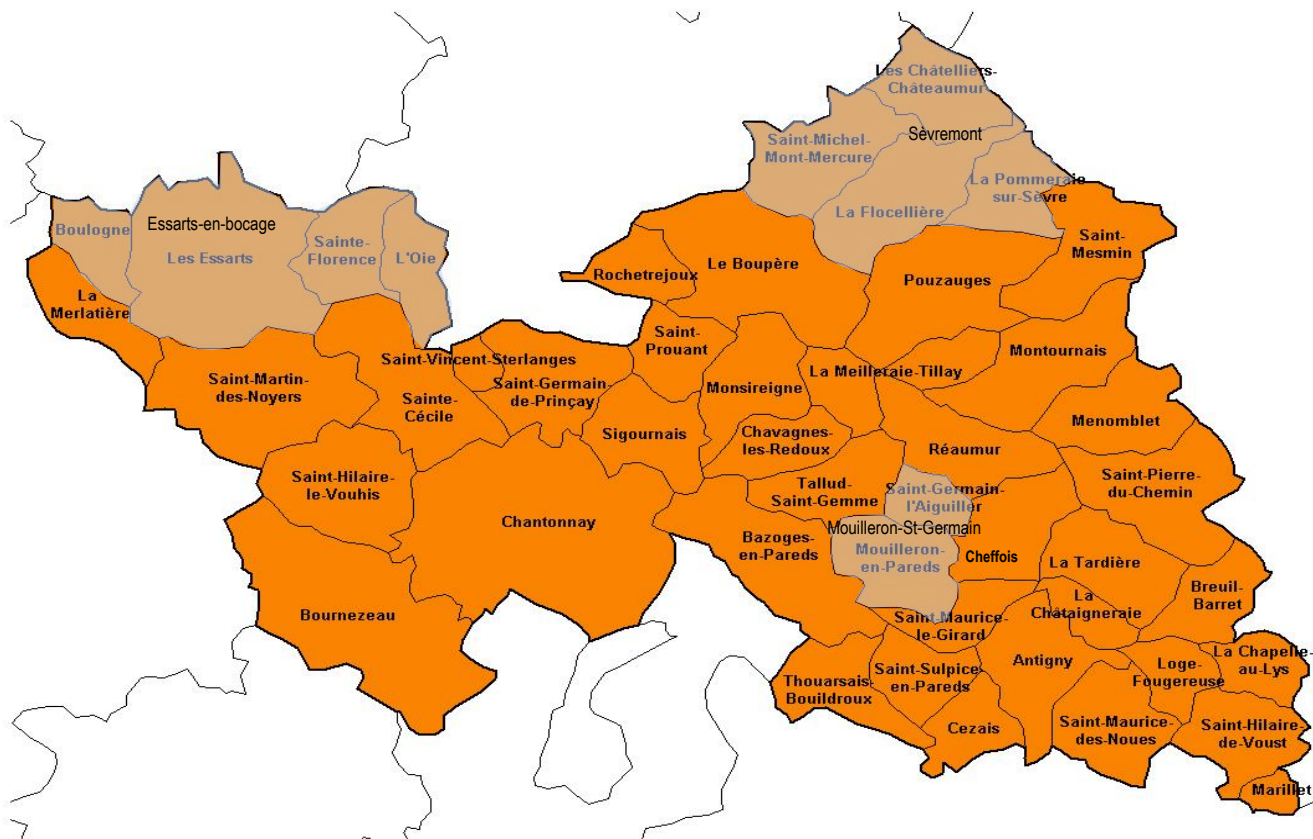 Les Châtelliers-
Châteaumur
Sèvremont
Saint-Michel-
Mont-Mercure
La Pommeraie
sur-Sèvre
La Flocellière
Boulogne
Essarts-en-bocage
Les Essarts
Sainte-
Florence
L'Oie
Saint-
Mesmin
Rochetrejoux
Le Boupère
Pouzauges
La
Merlatière
Saint-
Prouant
Montournais
Saint-Vincent-Sterlanges
Saint-Martin-
des-Noyers
Saint-Germain-
de-Prinçay
La Meilleraie-Tillay
Monsireigne
Sainte-
Cécile
Menomblet
Sigournais
Chavagnes-
les-Redoux
Réaumur
Saint-Hilaire-
le-Vouhis
Tallud-
Saint-Gemme
Saint-Germain-
l'Aiguiller
Saint-Pierre-
du-Chemin
Chantonnay
Mouilleron-St-Germain
Bazoges-
en-Pareds
Mouilleron-
en-Pareds
Cheffois
La Tardière
Breuil-
Barret
Bournezeau
La
Châtaigneraie
Saint-Maurice-
le-Girard
Antigny
Loge-
Fougereuse
La Chapelle-
au-Lys
Thouarsais-
Bouildroux
Saint-Sulpice-
en-Pareds
Cezais
Saint-Maurice-
des-Noues
Saint-Hilaire-
de-Voust
Marillet